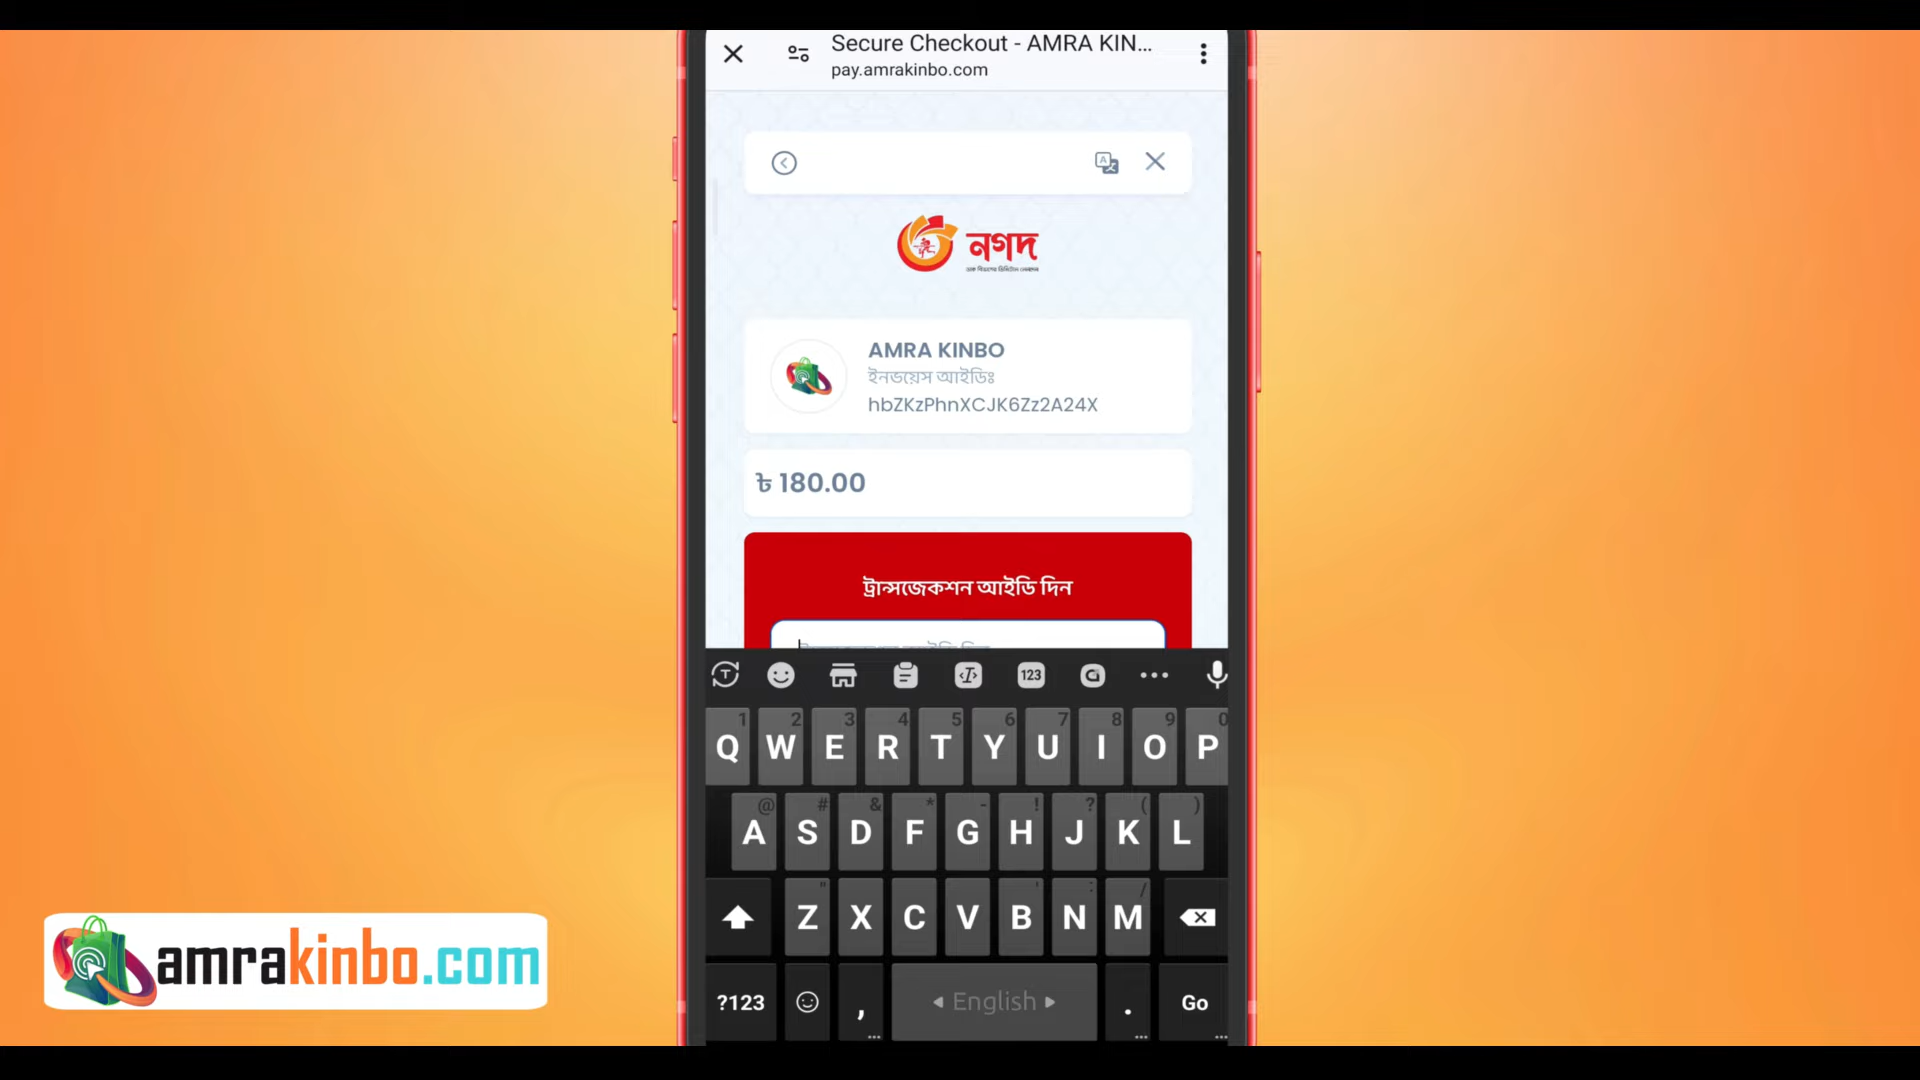 Secure Checkout - AMRA KIN...
pay.amrakinbo.com
নগদ
AMRA KINBO
ইনভয়েস আইডিঃ
hbZKzPhnXCJK6Zz2A24X
৳ 180.00
ট্রান্সজেকশন আইডি দিন
123
1 2 3 4 5 6 7 8 9 0
Q W E R T Y U I O P
@ # & * - ! ? ( )
A S D F G H J K L
" ' : /
Z X C V B N M
?123 , English . Go
amrakinbo.com